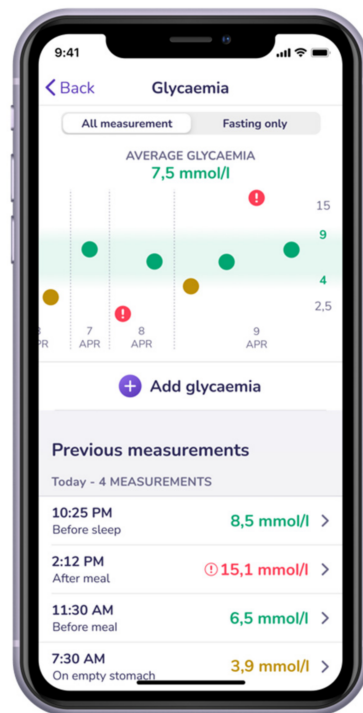 9:41
Back
Glycaemia
All measurement
Fasting only
AVERAGE GLYCAEMIA
7,5 mmol/l
15
9
4
2,5
7
APR
8
APR
9
APR
Add glycaemia
Previous measurements
Today - 4 MEASUREMENTS
10:25 PM
Before sleep
8,5 mmol/l
2:12 PM
After meal
15,1 mmol/l
11:30 AM
Before meal
6,5 mmol/l
7:30 AM
On empty stomach
3,9 mmol/l